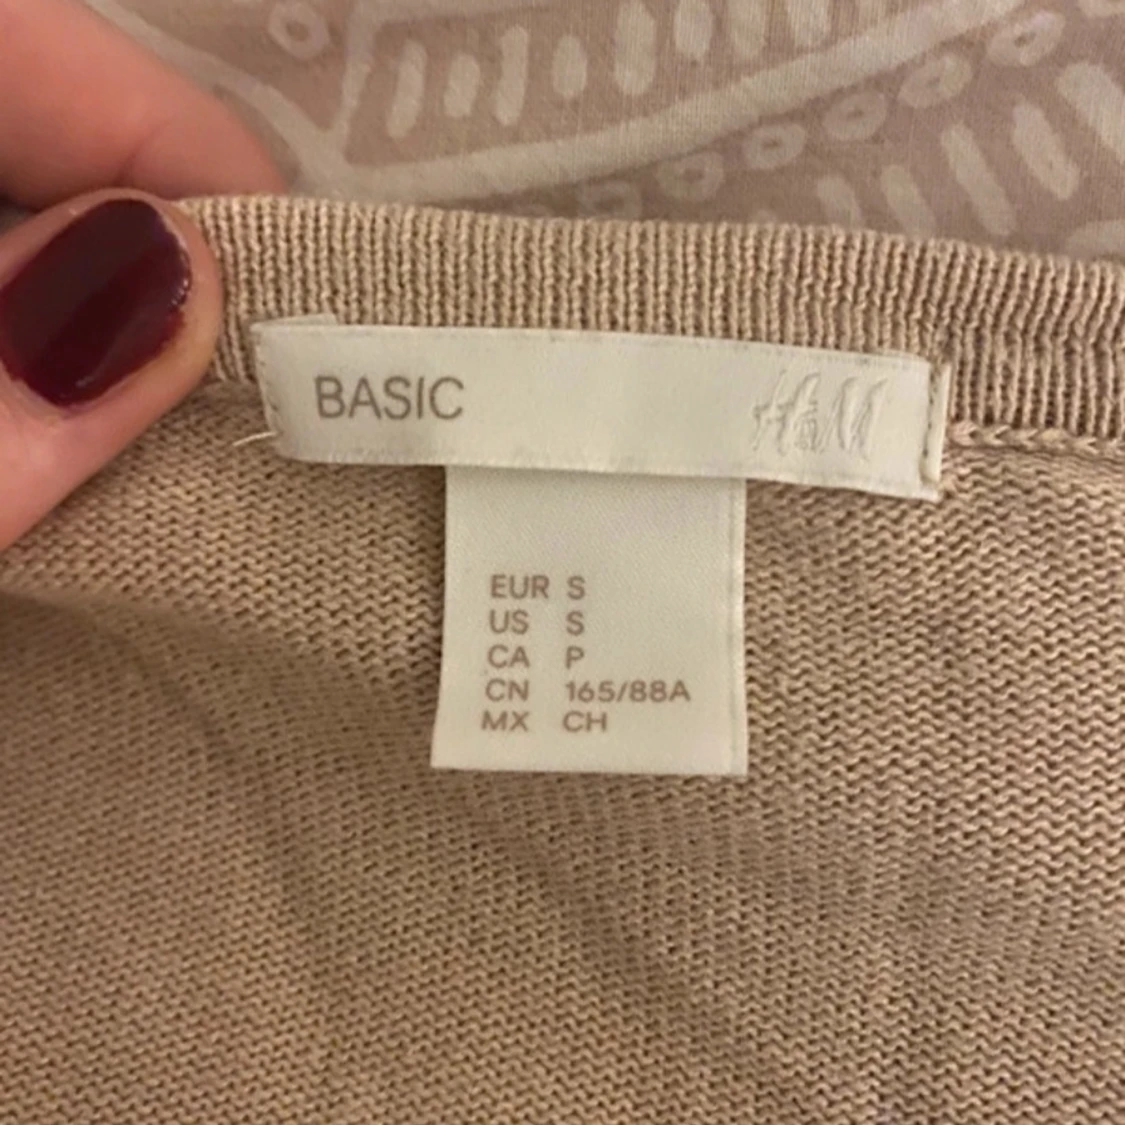 BASIC H&M
EUR S
US S
CA P
CN 165/88A
MX CH